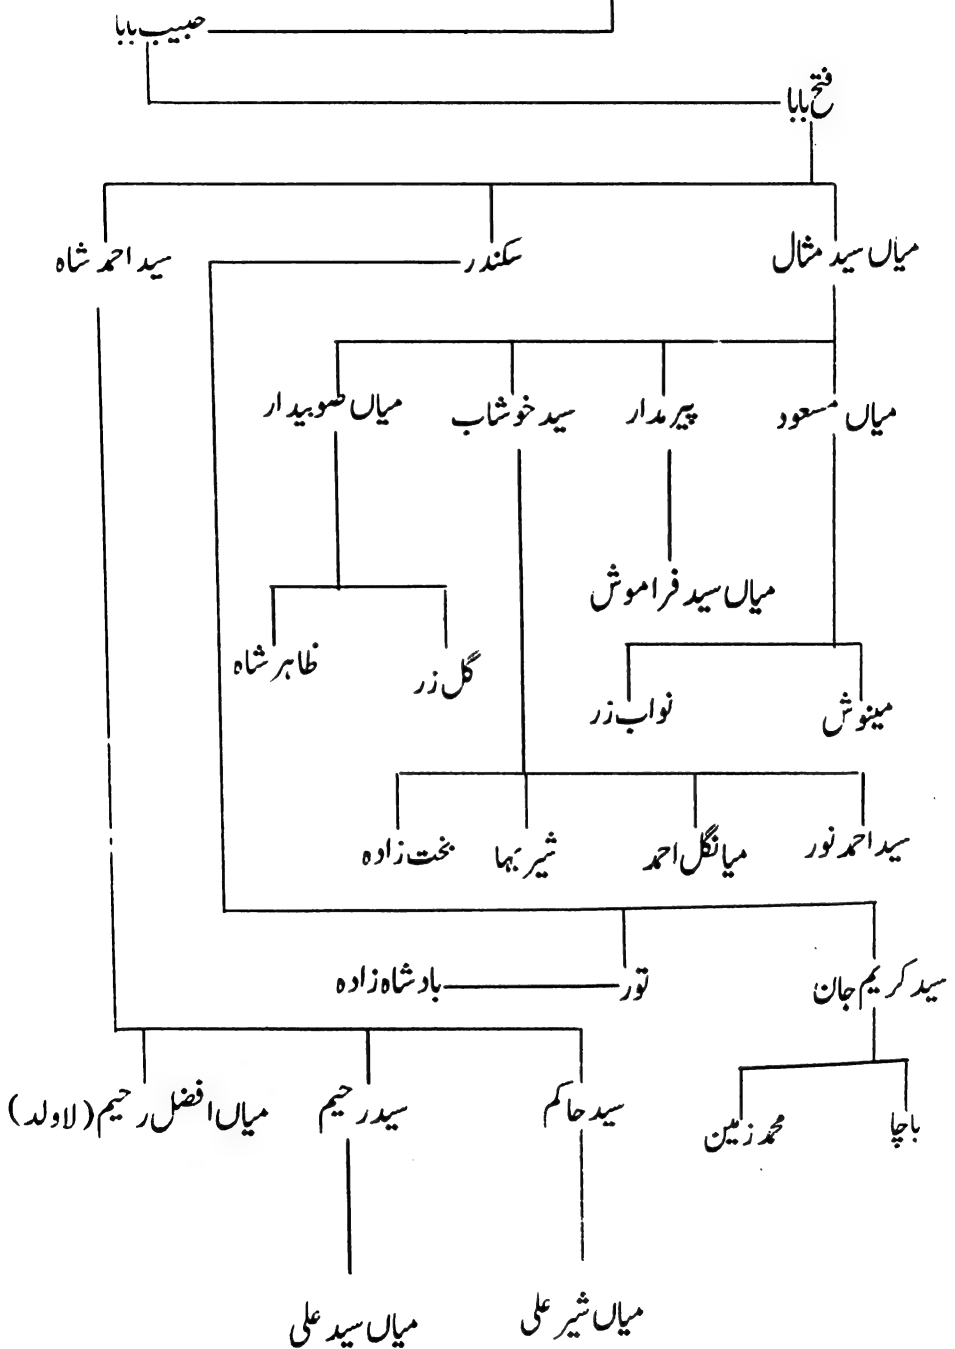 حبیب بابا
فتح بابا
میاں سید مثال
سکندر
سید احمد شاہ
میاں مسعود
پیر مدار
سید خوشاب
میاں صوبیدار
میاں سید فراموش
گل زر
ظاہر شاہ
مینوش
نواب زر
سید احمد نور
میانگل احمد
شیر بہا
بخت زادہ
سید کریم جان
تور
بادشاہ زادہ
باچا
محمد زمین
سید حاکم
سید رحیم
میاں افضل رحیم (لاولد)
میاں شیر علی
میاں سید علی